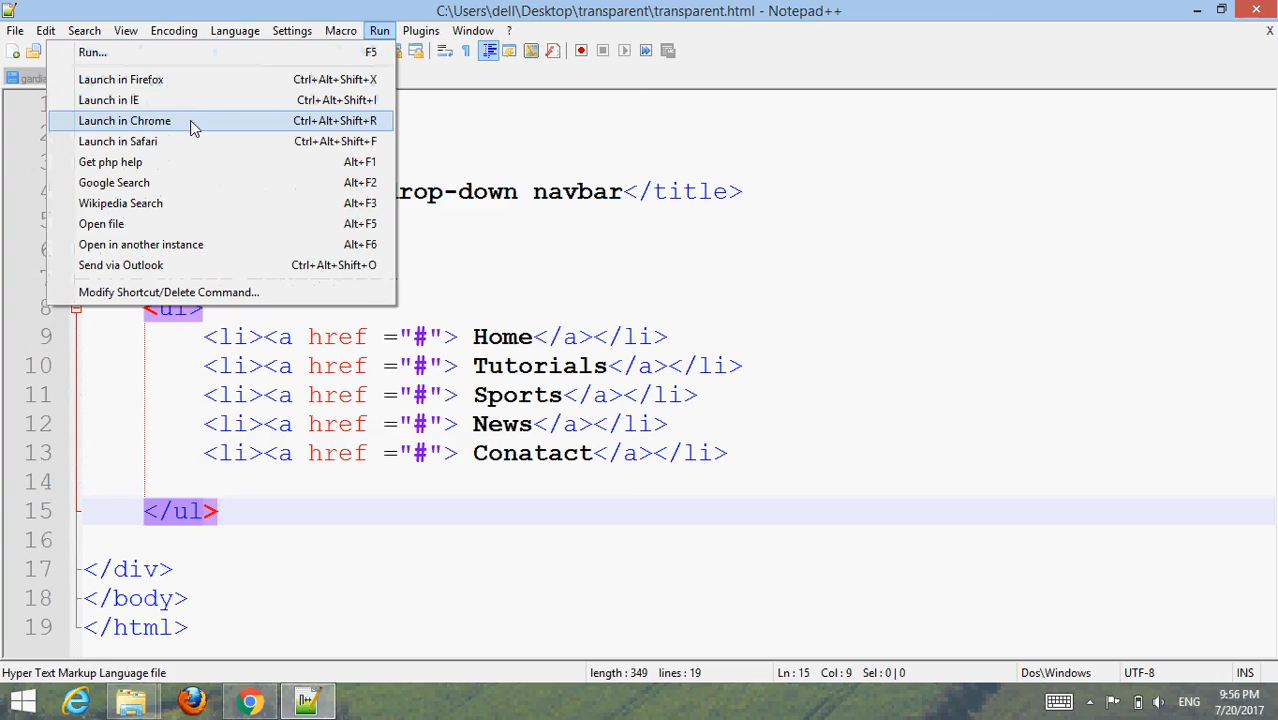 C:\Users\dell\Desktop\transparent\transparent.html - Notepad++
File Edit Search View Encoding Language Settings Macro Run Plugins Window ? X
Run... F5
Launch in Firefox Ctrl+Alt+Shift+X
Launch in IE Ctrl+Alt+Shift+I
Launch in Chrome Ctrl+Alt+Shift+R
Launch in Safari Ctrl+Alt+Shift+F
Get php help Alt+F1
Google Search Alt+F2
Wikipedia Search Alt+F3
Open file Alt+F5
Open in another instance Alt+F6
Send via Outlook Ctrl+Alt+Shift+O
Modify Shortcut/Delete Command...
rop-down navbar</title>
8 <ul>
9 <li><a href ="#"> Home</a></li>
10 <li><a href ="#"> Tutorials</a></li>
11 <li><a href ="#"> Sports</a></li>
12 <li><a href ="#"> News</a></li>
13 <li><a href ="#"> Conatact</a></li>
14
15 </ul>
16
17 </div>
18 </body>
19 </html>
Hyper Text Markup Language file length : 349 lines : 19 Ln : 15 Col : 9 Sel : 0 | 0 Dos\Windows UTF-8 INS
ENG 9:56 PM
7/20/2017